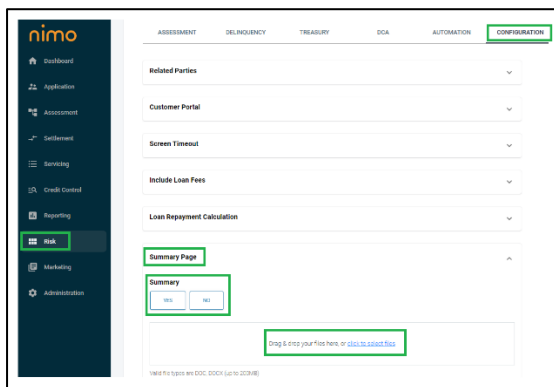 nimo
ASSESSMENT DELINQUENCY TREASURY DCA AUTOMATION CONFIGURATION
Dashboard
Application
Assessment
Settlement
Servicing
Credit Control
Reporting
Risk
Marketing
Administration
Related Parties
Customer Portal
Screen Timeout
Include Loan Fees
Loan Repayment Calculation
Summary Page
Summary
YES NO
Drag & drop your files here, or click to select files
Valid file types are DOC, DOCX (up to 200MB)